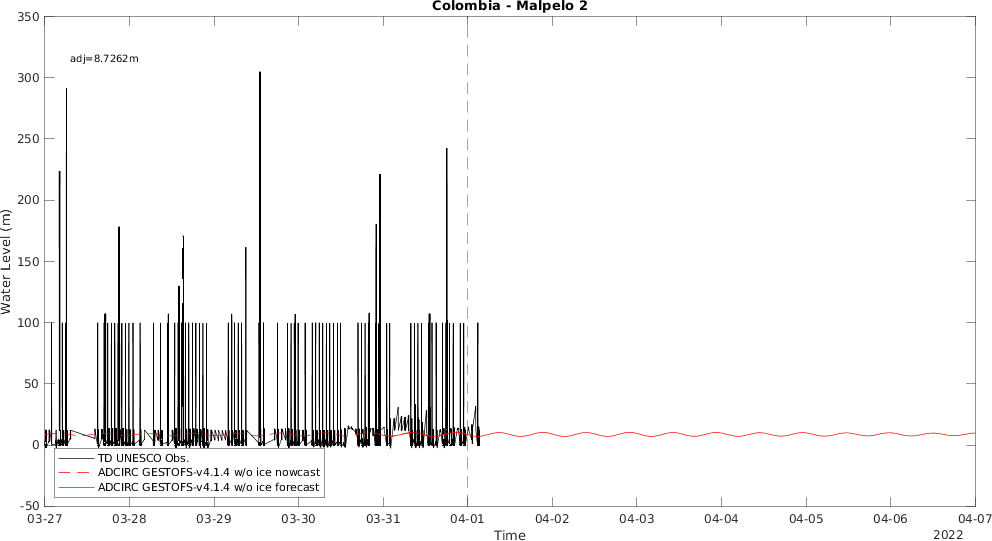 Colombia - Malpelo 2
350
adj=8.7262m
300
250
200
150
100
50
0
-50
Water Level (m)
TD UNESCO Obs.
ADCIRC GESTOFS-v4.1.4 w/o ice nowcast
ADCIRC GESTOFS-v4.1.4 w/o ice forecast
03-27 03-28 03-29 03-30 03-31 04-01 04-02 04-03 04-04 04-05 04-06 04-07
Time
2022